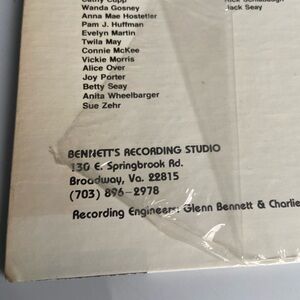 Wanda Gosney
Anna Mae Hostetler
Pam J. Huffman
Evelyn Martin
Twila May
Connie McKee
Vickie Morris
Alice Over
Joy Porter
Betty Seay
Anita Wheelbarger
Sue Zehr
Jack Seay
BENNETT'S RECORDING STUDIO
130 E. Springbrook Rd.
Broadway, Va. 22815
(703) 896-2978
Recording Engineers: Glenn Bennett & Charlie